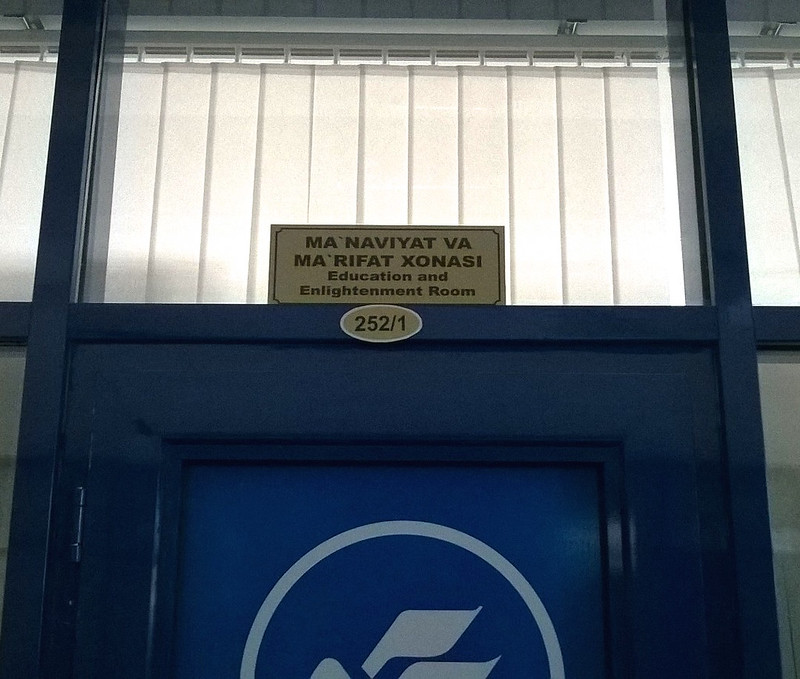 MA`NAVIYAT VA
MA`RIFAT XONASI
Education and
Enlightenment Room
252/1